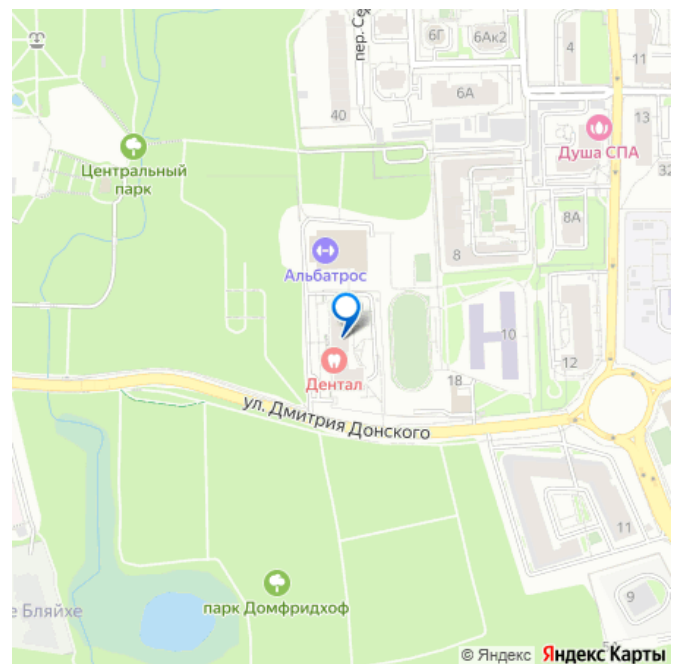 пер. Се
6Г
6Ак2
4
11
6А
40
13
Душа СПА
32
Центральный
парк
8А
8
Альбатрос
10
12
Дентал
18
ул. Дмитрия Донского
11
парк Домфридхоф
е Бляйхе
9
© Яндекс Яндекс Карты